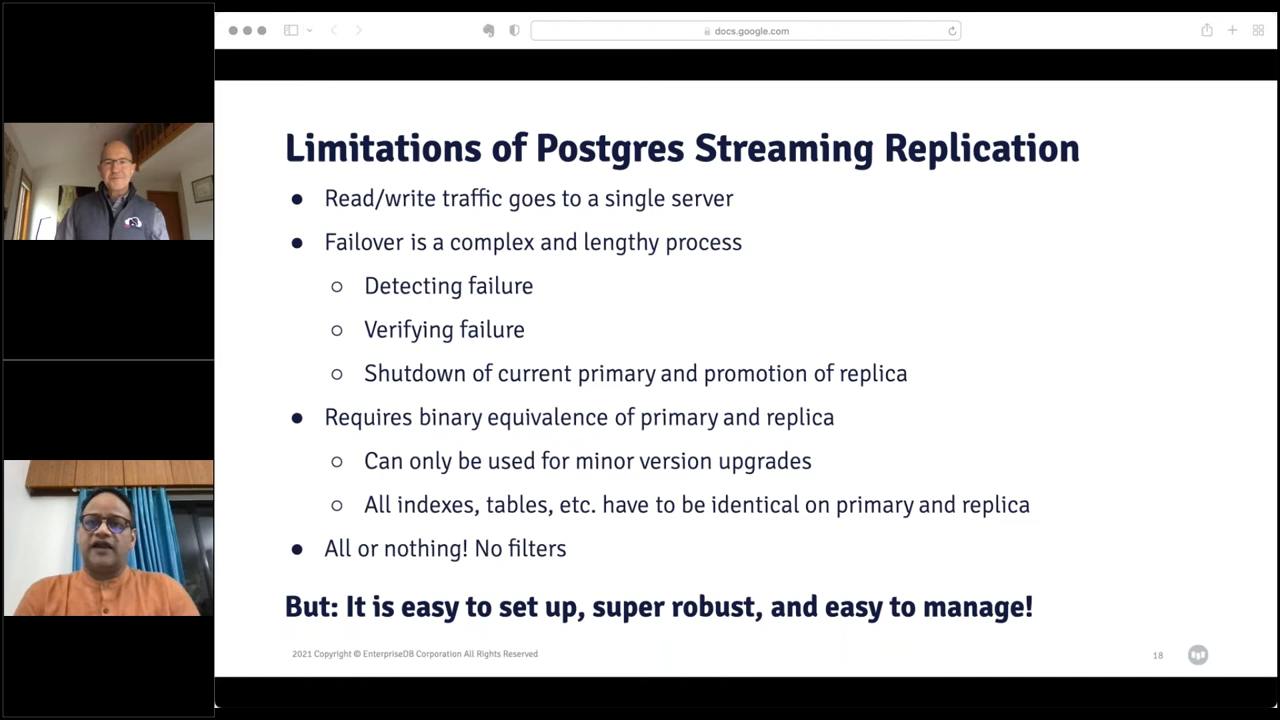 docs.google.com
Limitations of Postgres Streaming Replication
● Read/write traffic goes to a single server
● Failover is a complex and lengthy process
○ Detecting failure
○ Verifying failure
○ Shutdown of current primary and promotion of replica
● Requires binary equivalence of primary and replica
○ Can only be used for minor version upgrades
○ All indexes, tables, etc. have to be identical on primary and replica
● All or nothing! No filters
But: It is easy to set up, super robust, and easy to manage!
2021 Copyright © EnterpriseDB Corporation All Rights Reserved
18